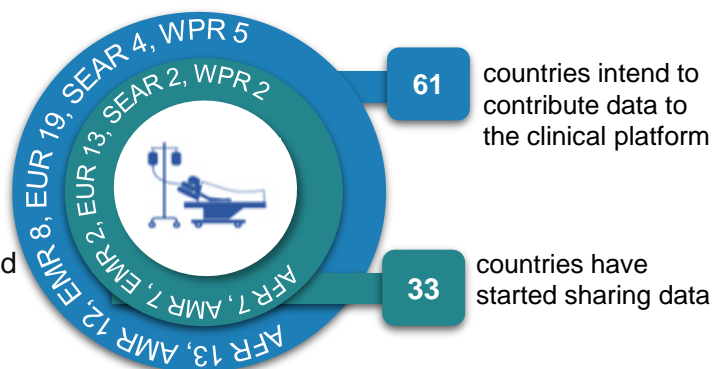 AFR 13, AMR 12, EMR 8, EUR 19, SEAR 4, WPR 5
AFR 7, AMR 7, EMR 2, EUR 13, SEAR 2, WPR 2
61
countries intend to
contribute data to
the clinical platform
d
33
countries have
started sharing data